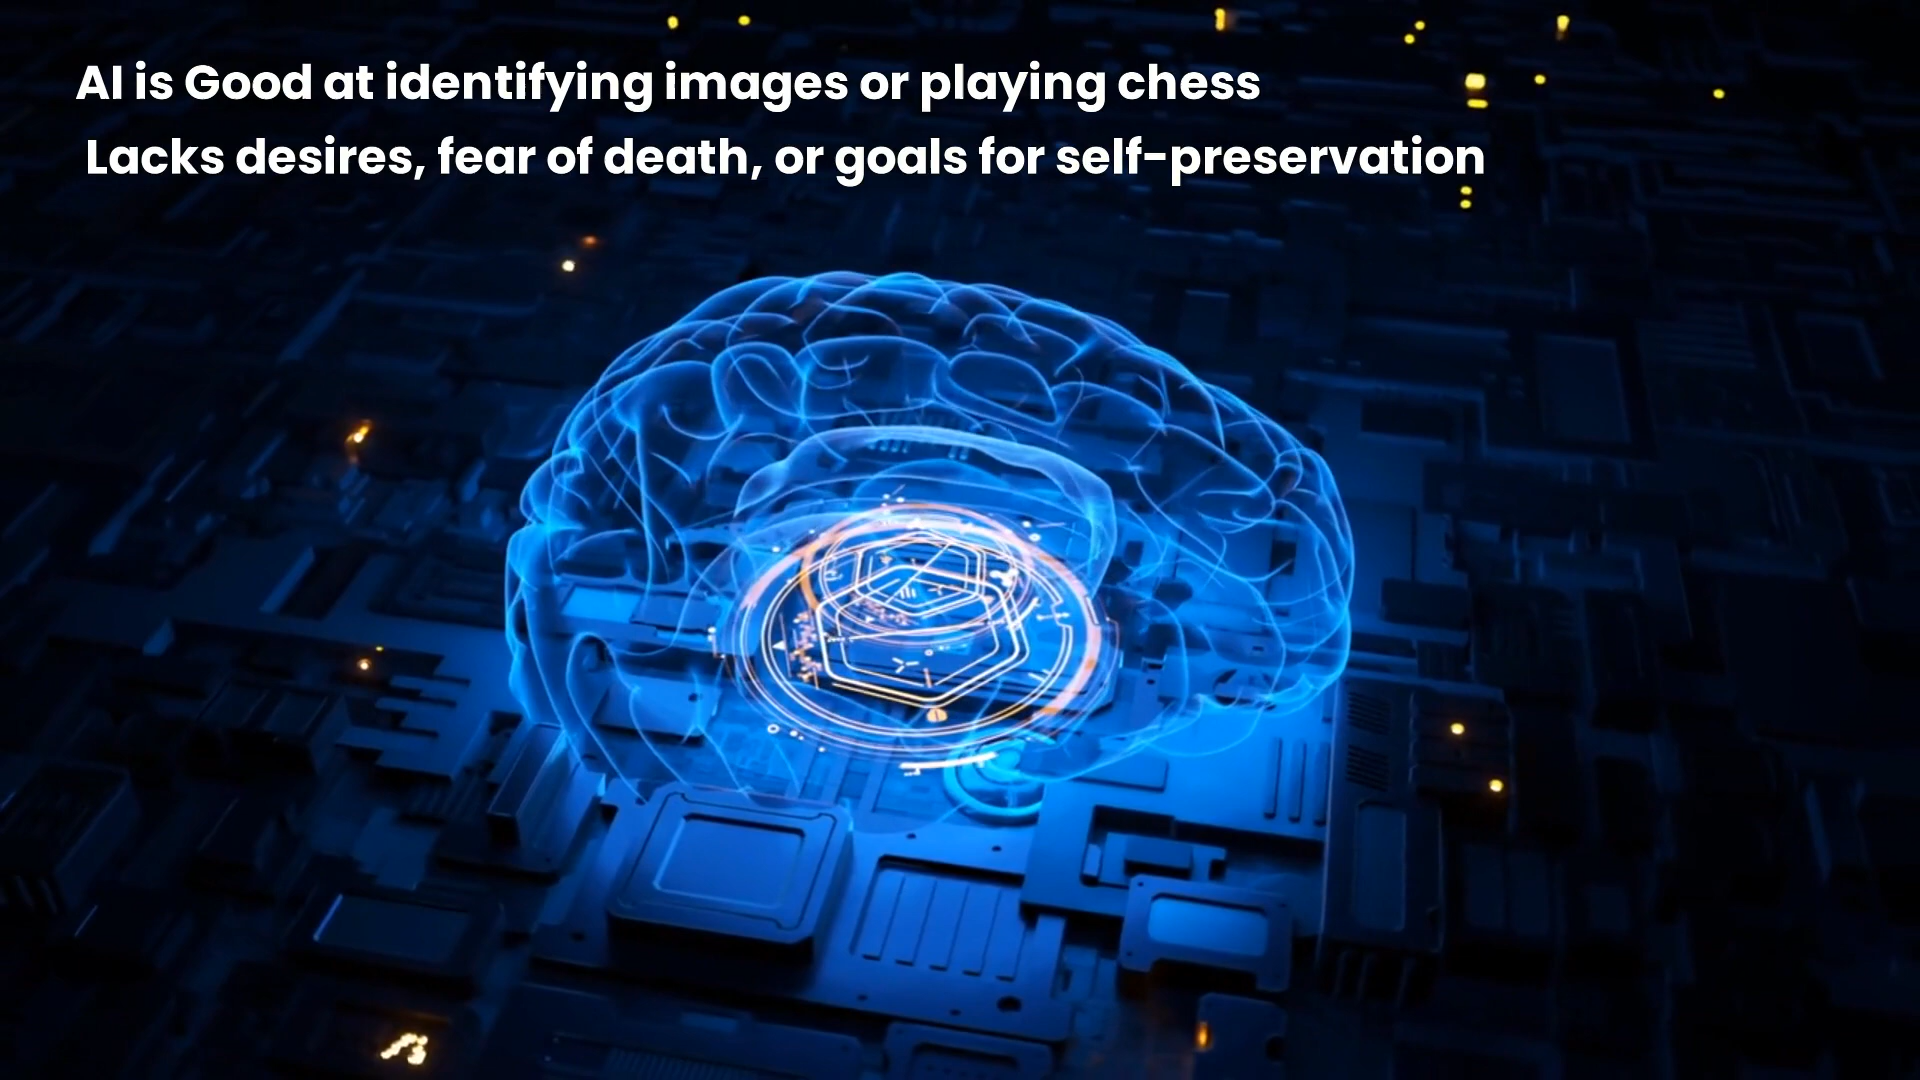 AI is Good at identifying images or playing chess
Lacks desires, fear of death, or goals for self-preservation